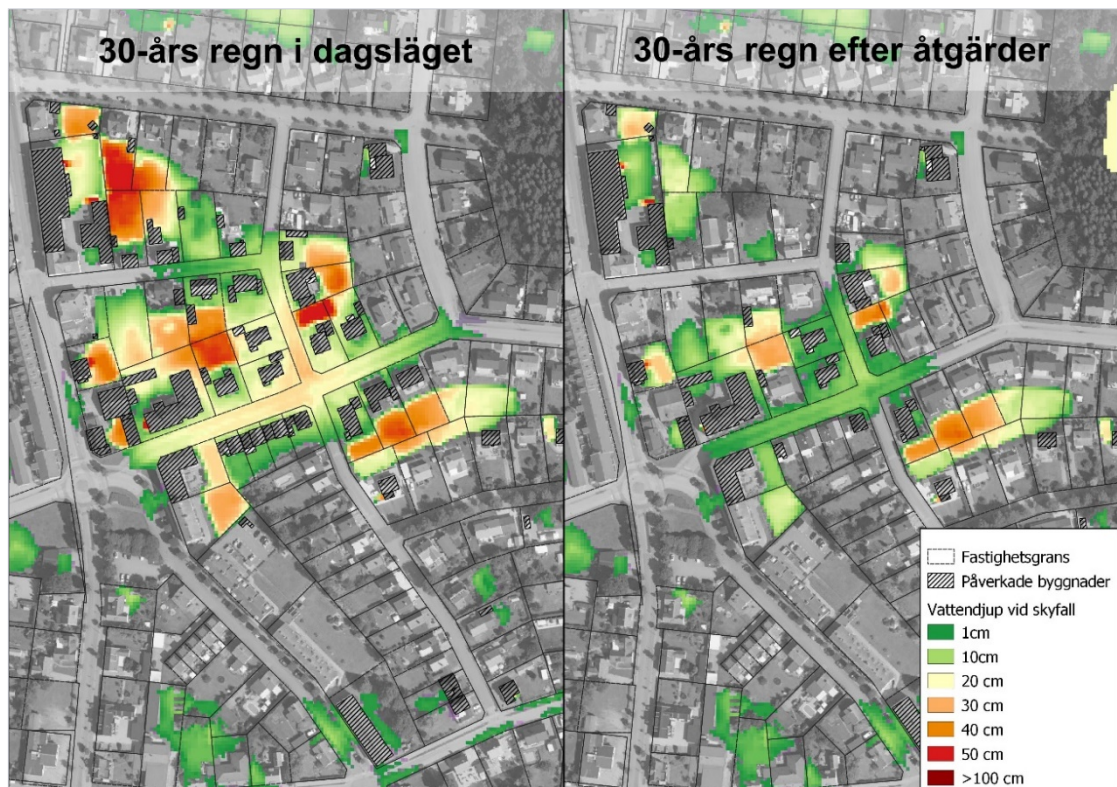 30-års regn i dagsläget
30-års regn efter åtgärder
Fastighetsgräns
Påverkade byggnader
Vattendjup vid skyfall
1cm
10cm
20 cm
30 cm
40 cm
50 cm
>100 cm